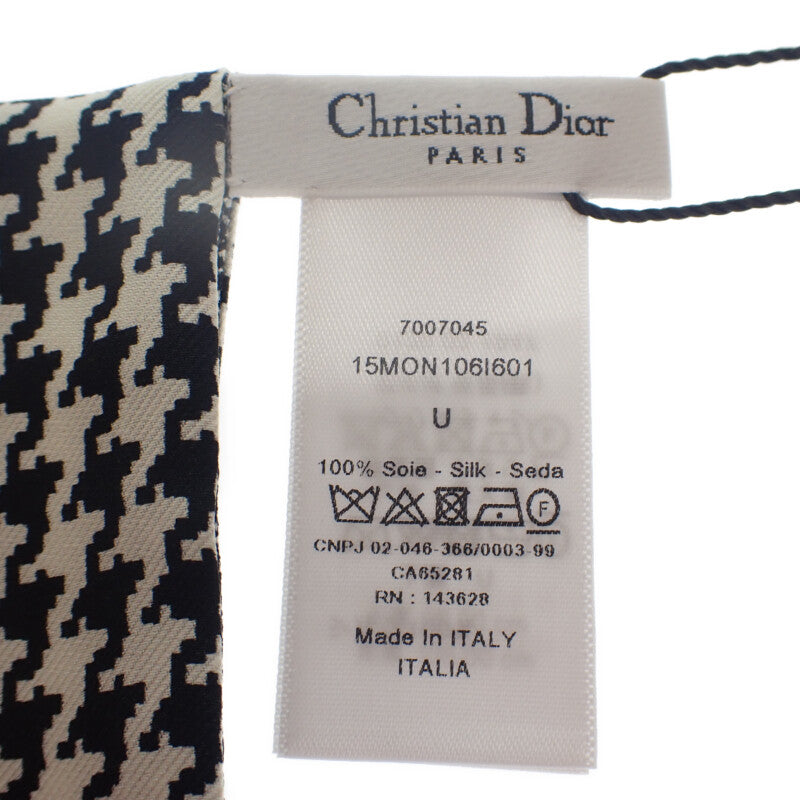 Christian Dior
PARIS
7007045
15MON106I601
U
100% Soie - Silk - Seda
F
CNPJ 02-046-366/0003-99
CA65281
RN : 143628
Made In ITALY
ITALIA